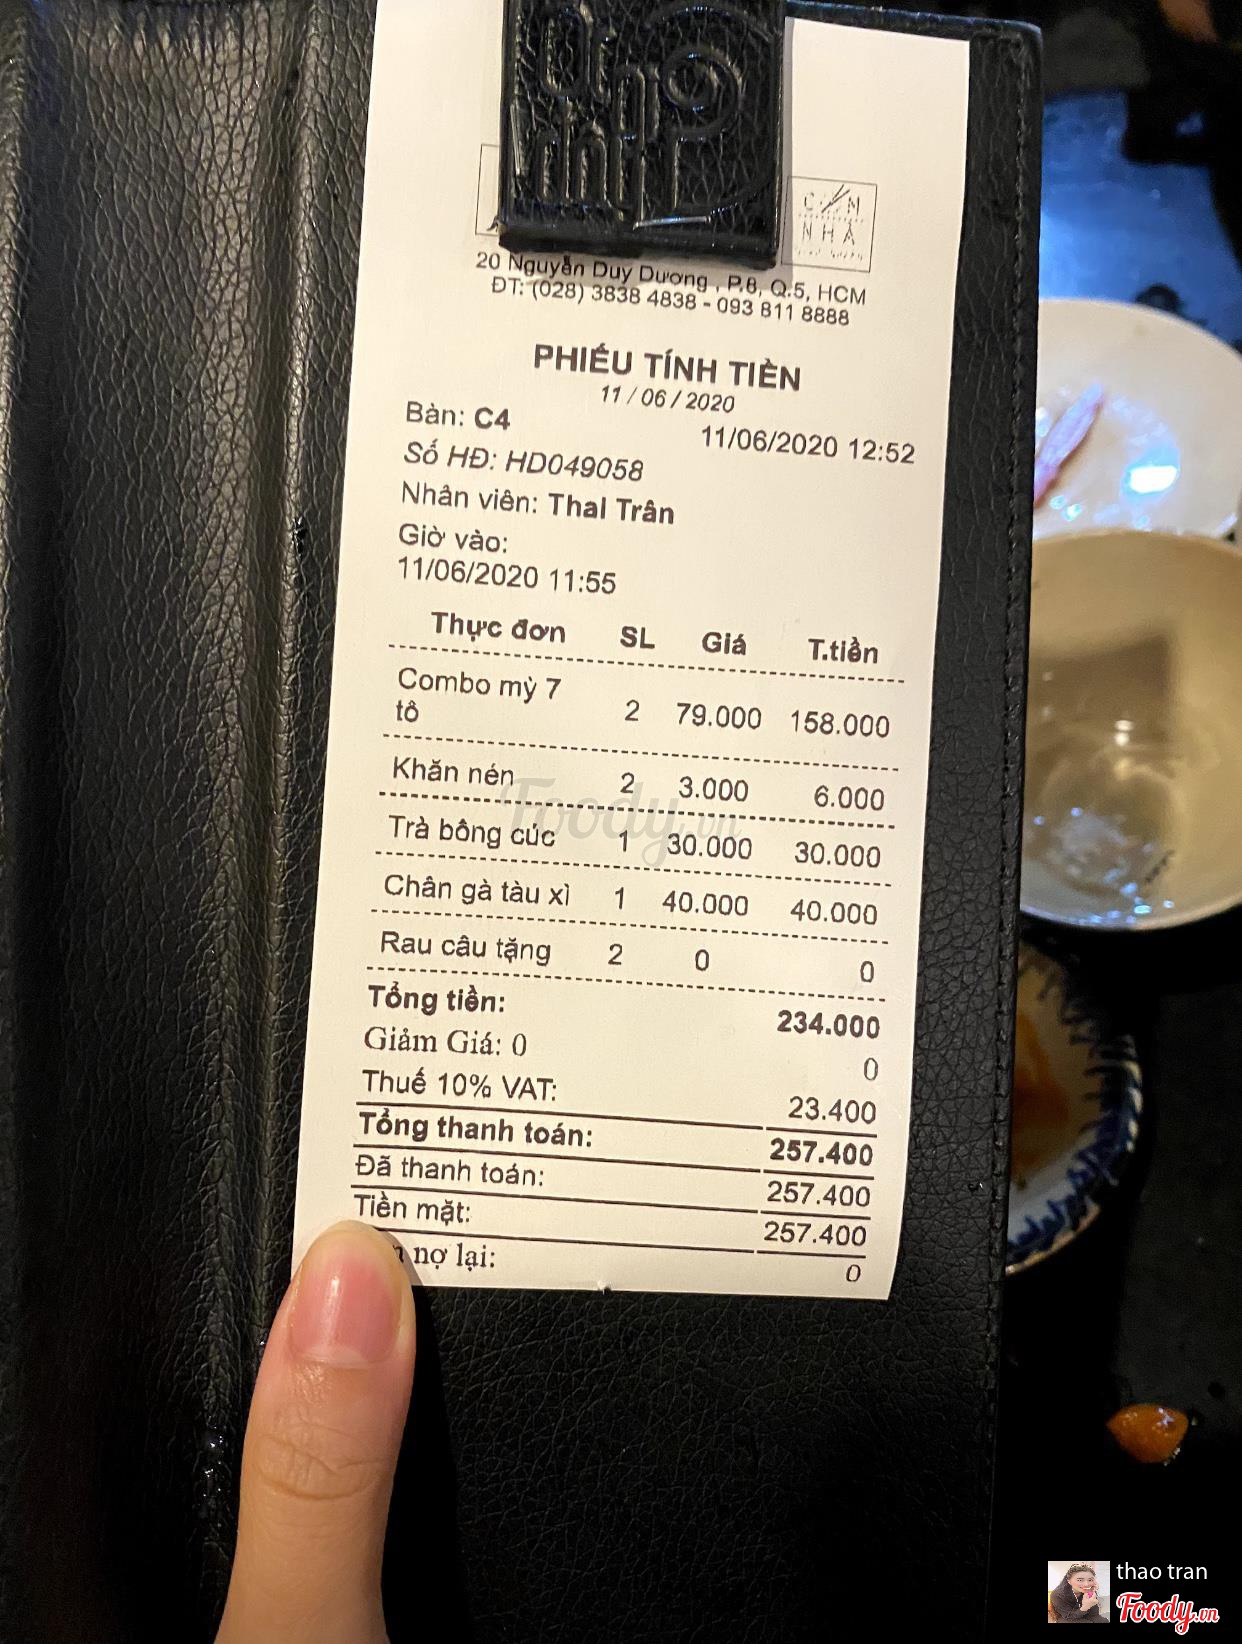 CƠM
NHÀ
20 Nguyễn Duy Dương , P.8, Q.5, HCM
ĐT: (028) 3838 4838 - 093 811 8888
PHIẾU TÍNH TIỀN
11 / 06 / 2020
Bàn: C4
11/06/2020 12:52
Số HĐ: HD049058
Nhân viên: Thai Trân
Giờ vào:
11/06/2020 11:55
Thực đơn SL Giá T.tiền
Combo mỳ 7
tô 2 79.000 158.000
Khăn nén 2 3.000 6.000
Trà bông cúc 1 30.000 30.000
Chân gà tàu xì 1 40.000 40.000
Rau câu tặng 2 0 0
Tổng tiền: 234.000
Giảm Giá: 0 0
Thuế 10% VAT: 23.400
Tổng thanh toán: 257.400
Đã thanh toán: 257.400
Tiền mặt: 257.400
nợ lại: 0
Foody.vn
thao tran
Foody.vn